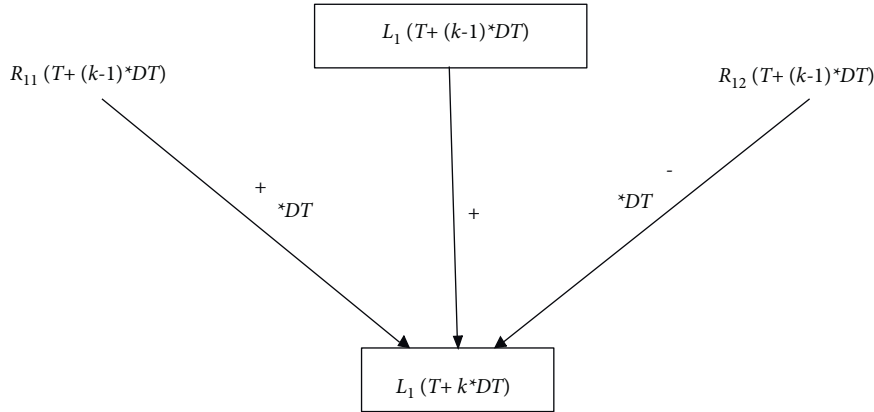 L₁ (T+ (k-1)*DT)
R₁₁ (T+ (k-1)*DT)
R₁₂ (T+ (k-1)*DT)
+
*DT
+
-
*DT
L₁ (T+ k*DT)